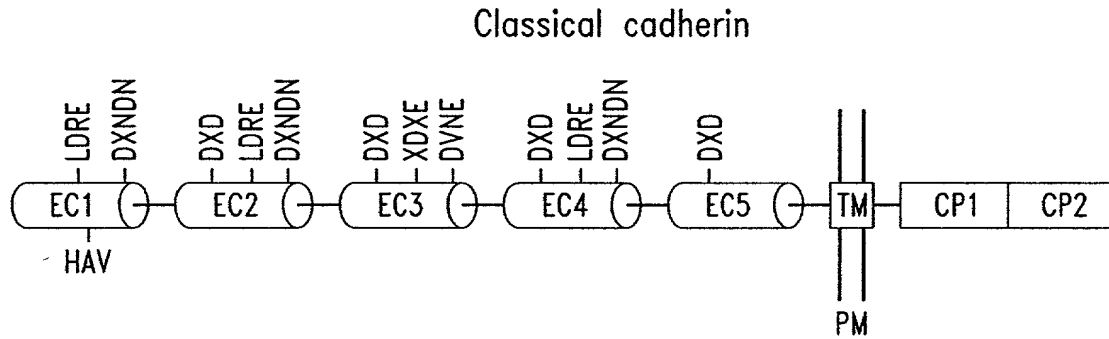 Classical cadherin
LDRE DXNDN DXD LDRE DXNDN DXD XDXE DVNE DXD LDRE DXNDN DXD
EC1 EC2 EC3 EC4 EC5 TM CP1 CP2
HAV
PM